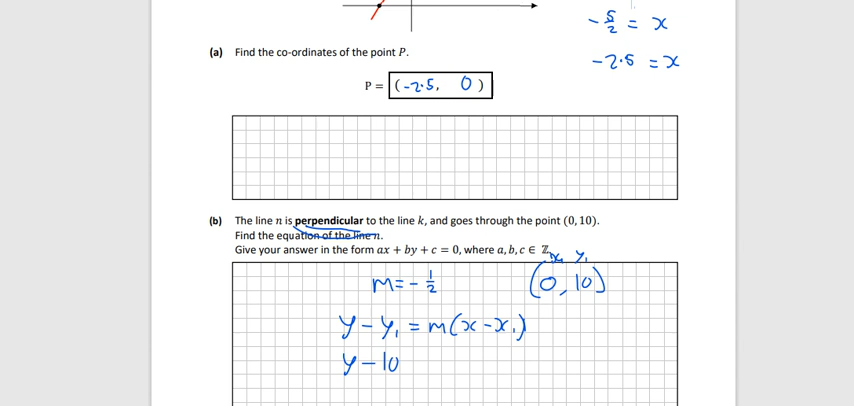 - 5/2 = x
-2.5 = x
(a) Find the co-ordinates of the point P.
P = (-2.5, 0)
(b) The line n is perpendicular to the line k, and goes through the point (0, 10).
Find the equation of the line n.
Give your answer in the form ax + by + c = 0, where a, b, c ∈ ℤ.
x₁ y₁
m = - 1/2 (0, 10)
y - y₁ = m(x - x₁)
y - 10